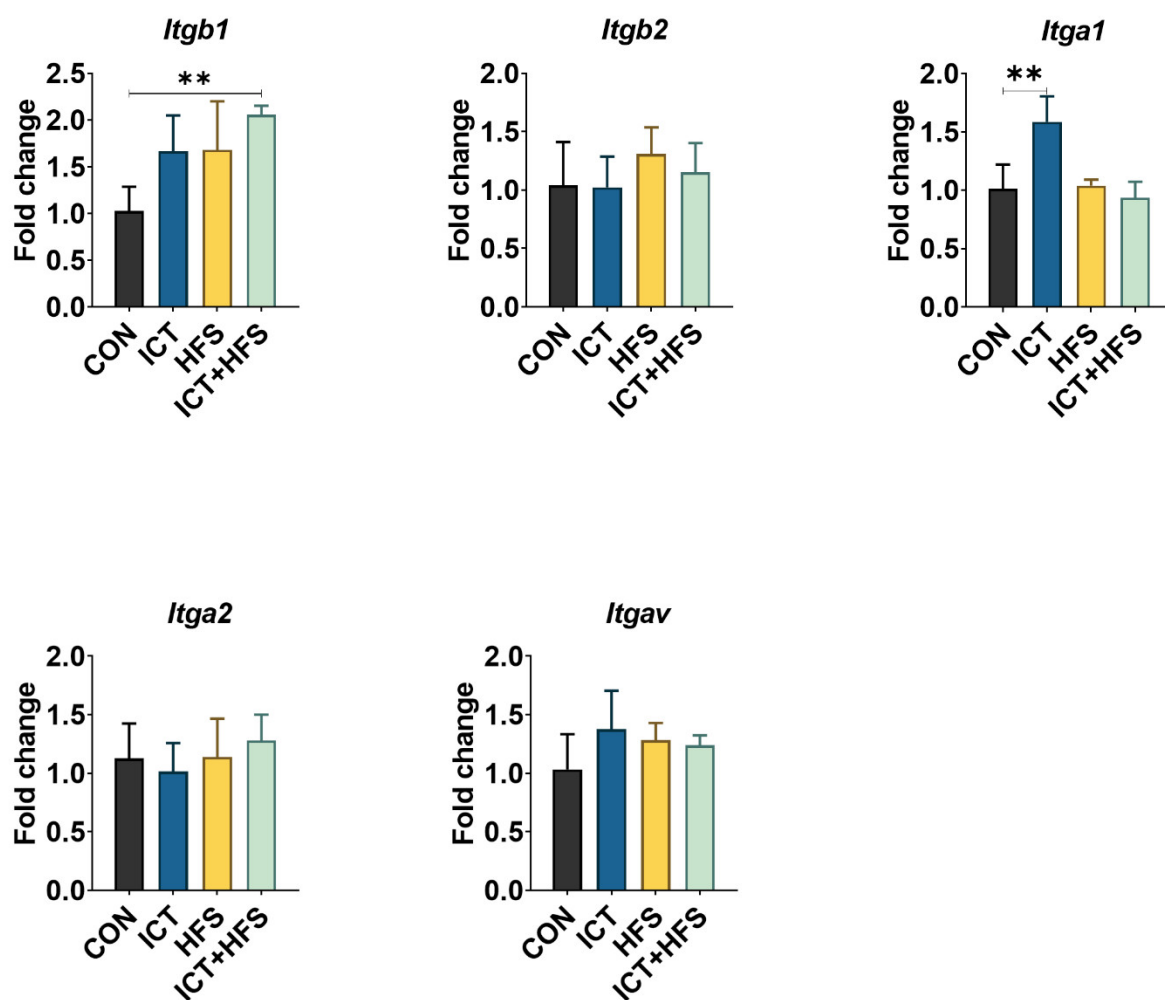 Itgb1
**
Fold change
2.5
2.0
1.5
1.0
0.5
0.0
CON
ICT
HFS
ICT+HFS
Itgb2
Fold change
2.0
1.5
1.0
0.5
0.0
CON
ICT
HFS
ICT+HFS
Itga1
**
Fold change
2.0
1.5
1.0
0.5
0.0
CON
ICT
HFS
ICT+HFS
Itga2
Fold change
2.0
1.5
1.0
0.5
0.0
CON
ICT
HFS
ICT+HFS
Itgav
Fold change
2.0
1.5
1.0
0.5
0.0
CON
ICT
HFS
ICT+HFS